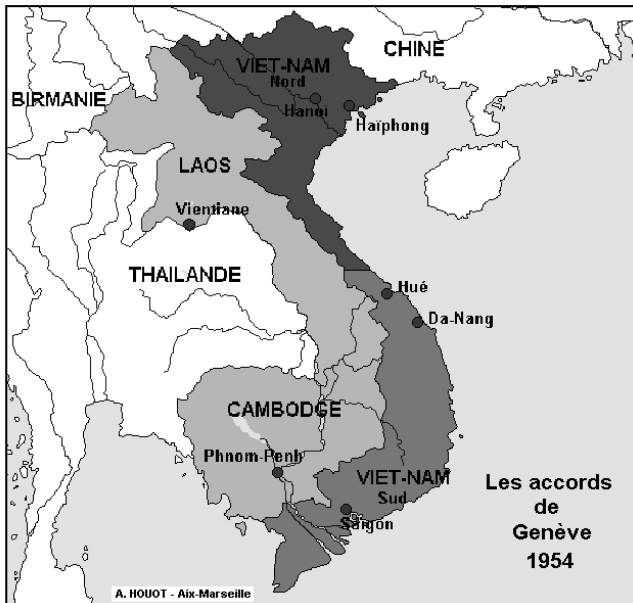 CHINE
VIET-NAM
Nord
BIRMANIE
Hanoï
Haïphong
LAOS
Vientiane
THAILANDE
Hué
Da-Nang
CAMBODGE
Phnom-Penh
VIET-NAM
Sud
Saïgon
Les accords
de
Genève
1954
A. HOUOT - Aix-Marseille